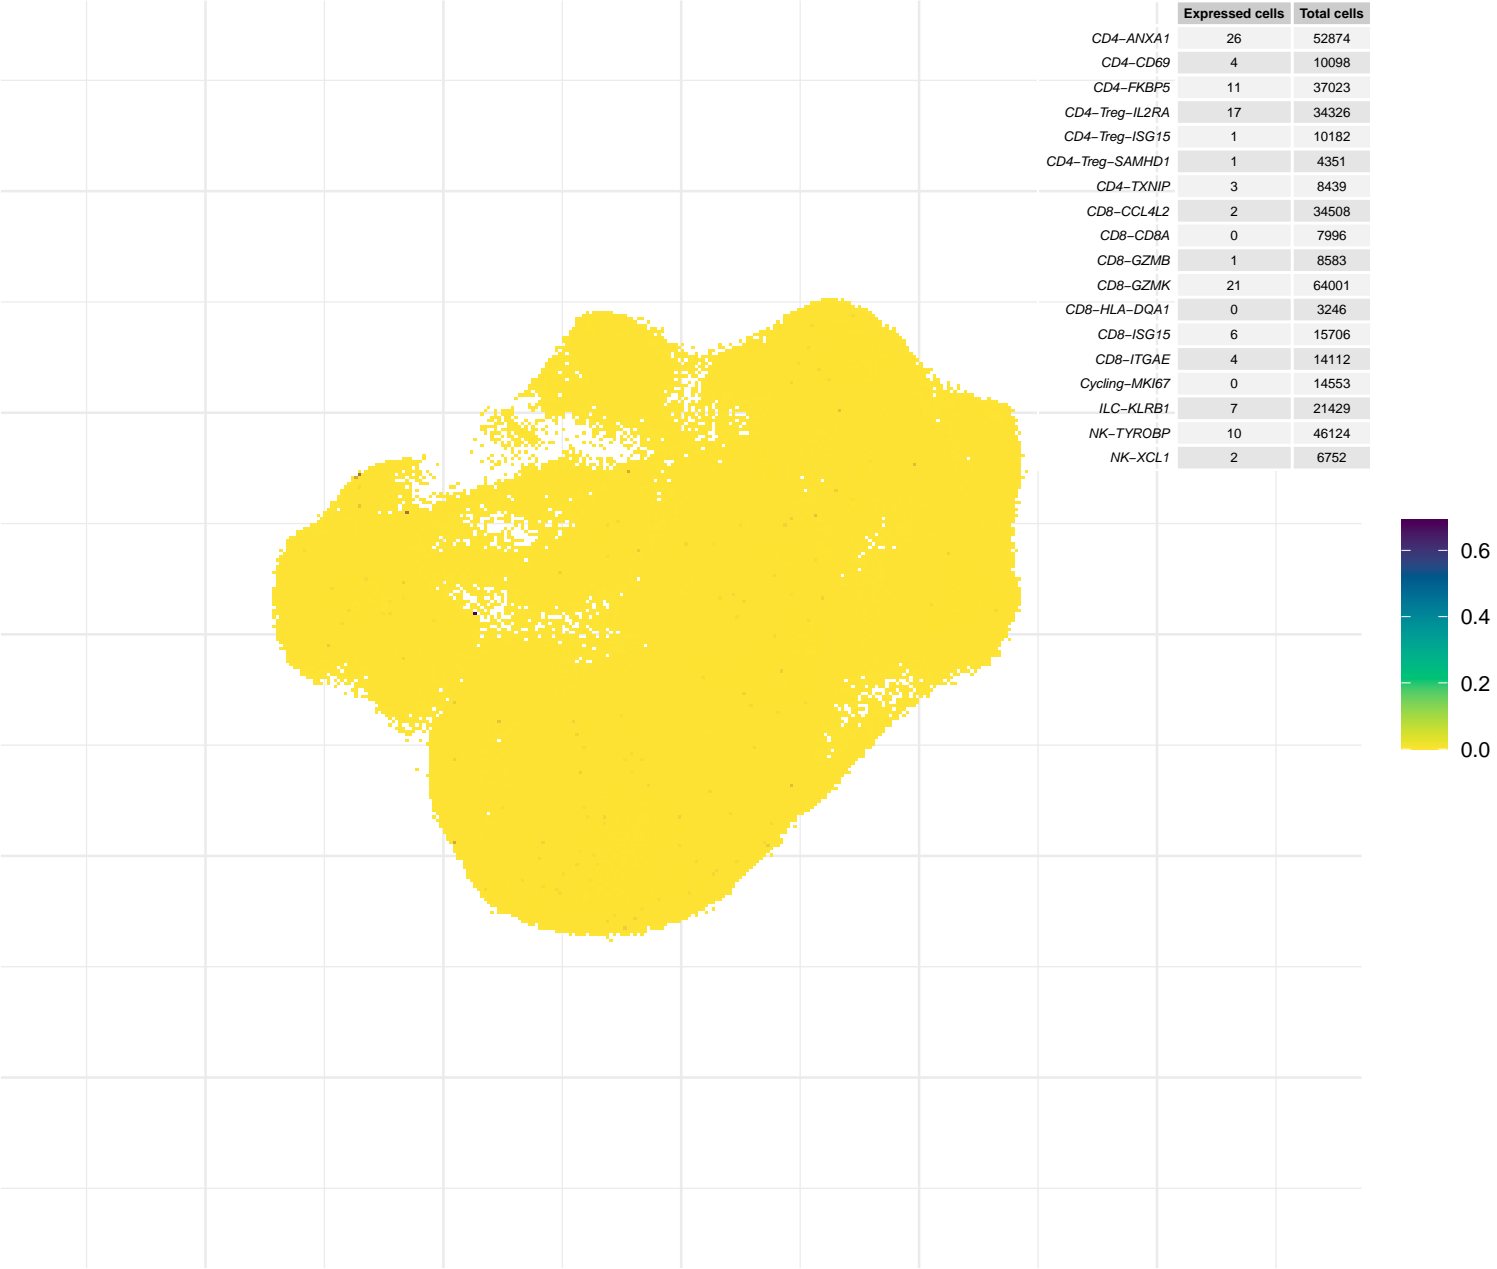 Expressed cells Total cells
CD4−ANXA1 26 52874
CD4−CD69 4 10098
CD4−FKBP5 11 37023
CD4−Treg−IL2RA 17 34326
CD4−Treg−ISG15 1 10182
CD4−Treg−SAMHD1 1 4351
CD4−TXNIP 3 8439
CD8−CCL4L2 2 34508
CD8−CD8A 0 7996
CD8−GZMB 1 8583
CD8−GZMK 21 64001
CD8−HLA−DQA1 0 3246
CD8−ISG15 6 15706
CD8−ITGAE 4 14112
Cycling−MKI67 0 14553
ILC−KLRB1 7 21429
NK−TYROBP 10 46124
NK−XCL1 2 6752
0.6
0.4
0.2
0.0